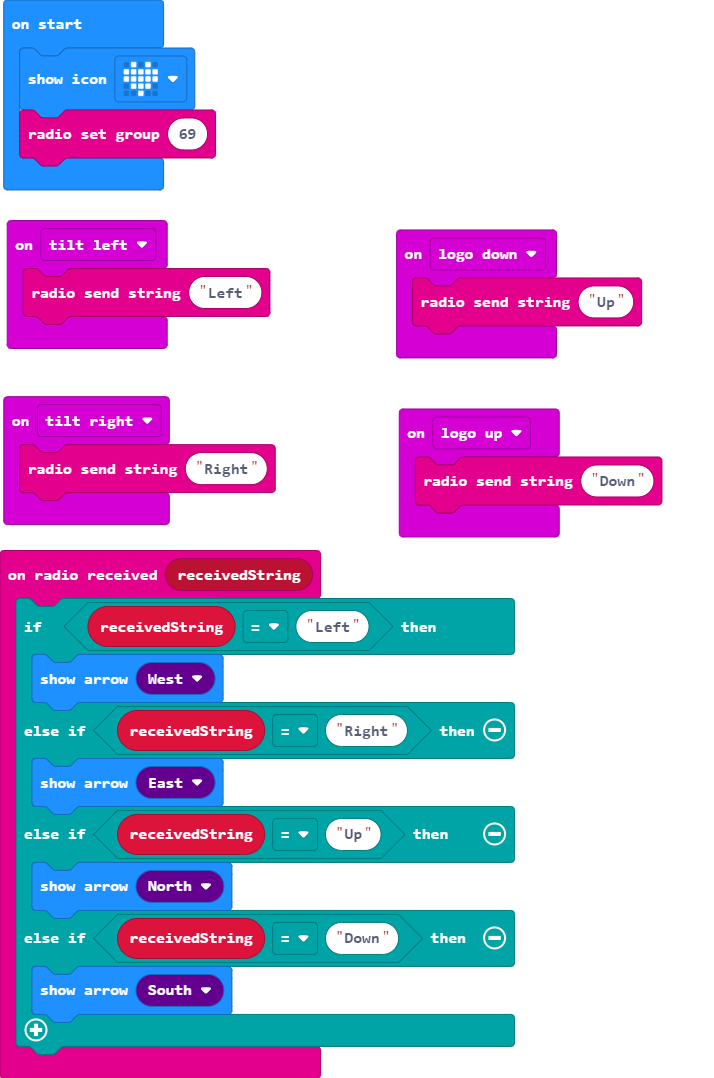 on start
show icon
radio set group 69
on tilt left
radio send string "Left"
on logo down
radio send string "Up"
on tilt right
radio send string "Right"
on logo up
radio send string "Down"
on radio received receivedString
if receivedString = "Left" then
show arrow West
else if receivedString = "Right" then
show arrow East
else if receivedString = "Up" then
show arrow North
else if receivedString = "Down" then
show arrow South